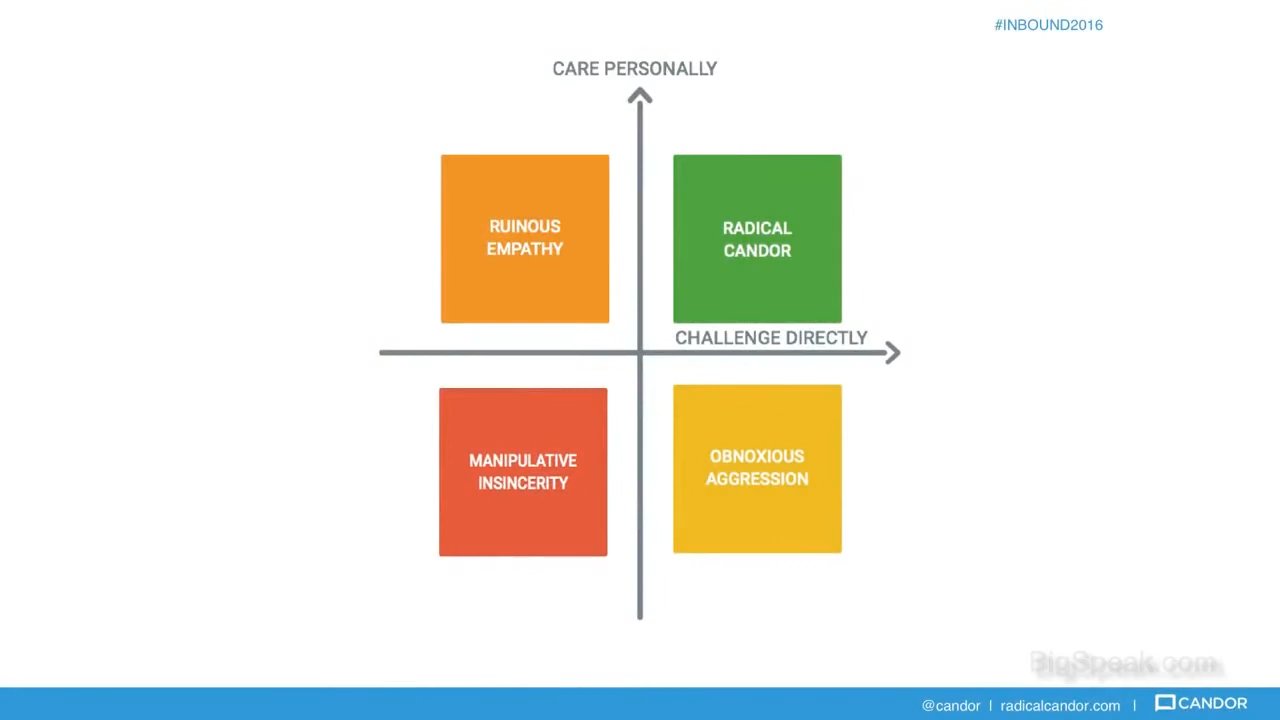 #INBOUND2016
CARE PERSONALLY
RUINOUS
EMPATHY
RADICAL
CANDOR
CHALLENGE DIRECTLY
MANIPULATIVE
INSINCERITY
OBNOXIOUS
AGGRESSION
BigSpeak.com
@candor | radicalcandor.com | CANDOR